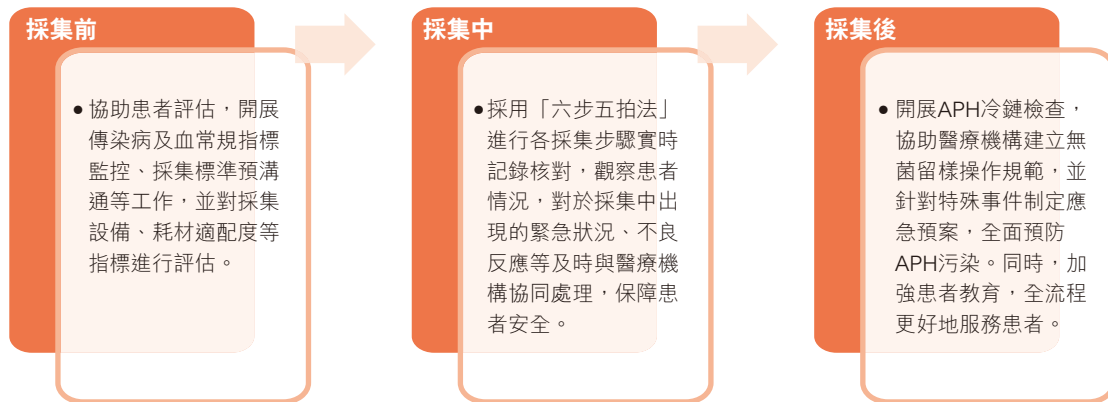 採集前
● 協助患者評估，開展
傳染病及血常規指標
監控、採集標準預溝
通等工作，並對採集
設備、耗材適配度等
指標進行評估。
採集中
● 採用「六步五拍法」
進行各採集步驟實時
記錄核對，觀察患者
情況，對於採集中出
現的緊急狀況、不良
反應等及時與醫療機
構協同處理，保障患
者安全。
採集後
● 開展APH冷鏈檢查，
協助醫療機構建立無
菌留樣操作規範，並
針對特殊事件制定應
急預案，全面預防
APH污染。同時，加
強患者教育，全流程
更好地服務患者。